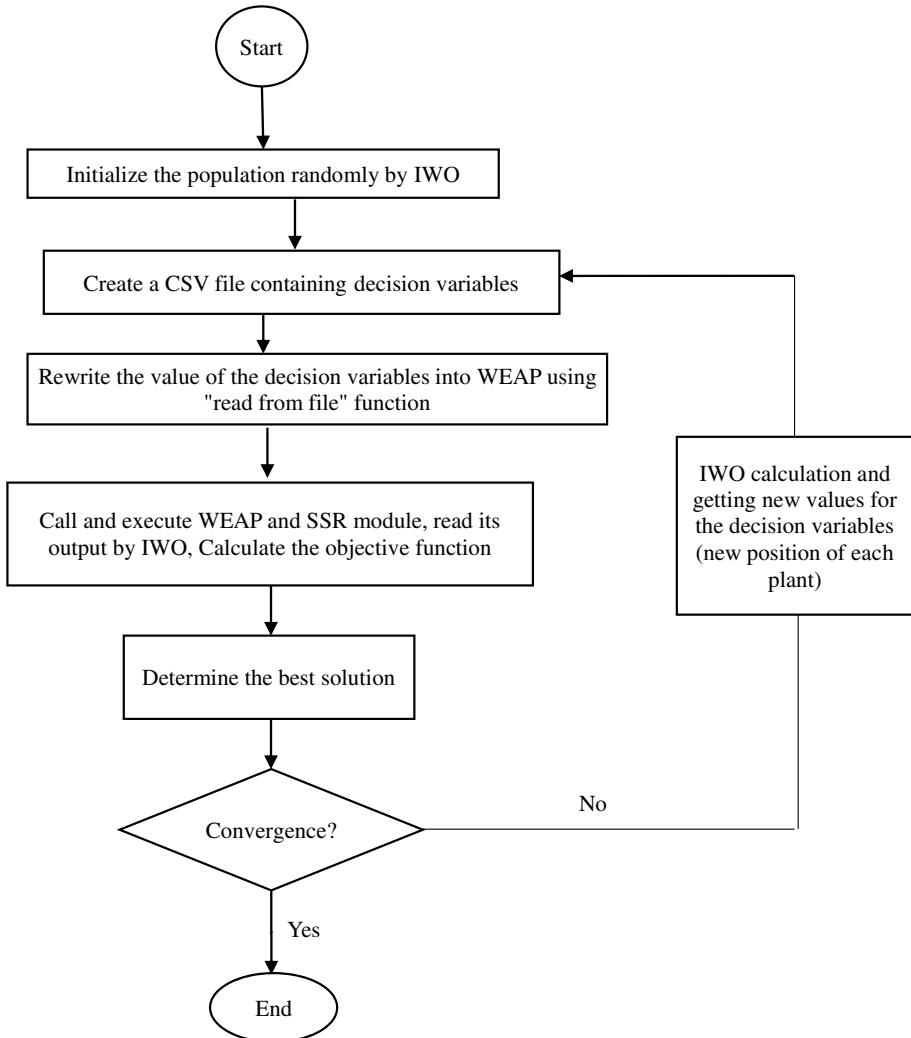 Start
Initialize the population randomly by IWO
Create a CSV file containing decision variables
Rewrite the value of the decision variables into WEAP using
"read from file" function
Call and execute WEAP and SSR module, read its
output by IWO, Calculate the objective function
IWO calculation and
getting new values for
the decision variables
(new position of each
plant)
Determine the best solution
Convergence?
No
Yes
End